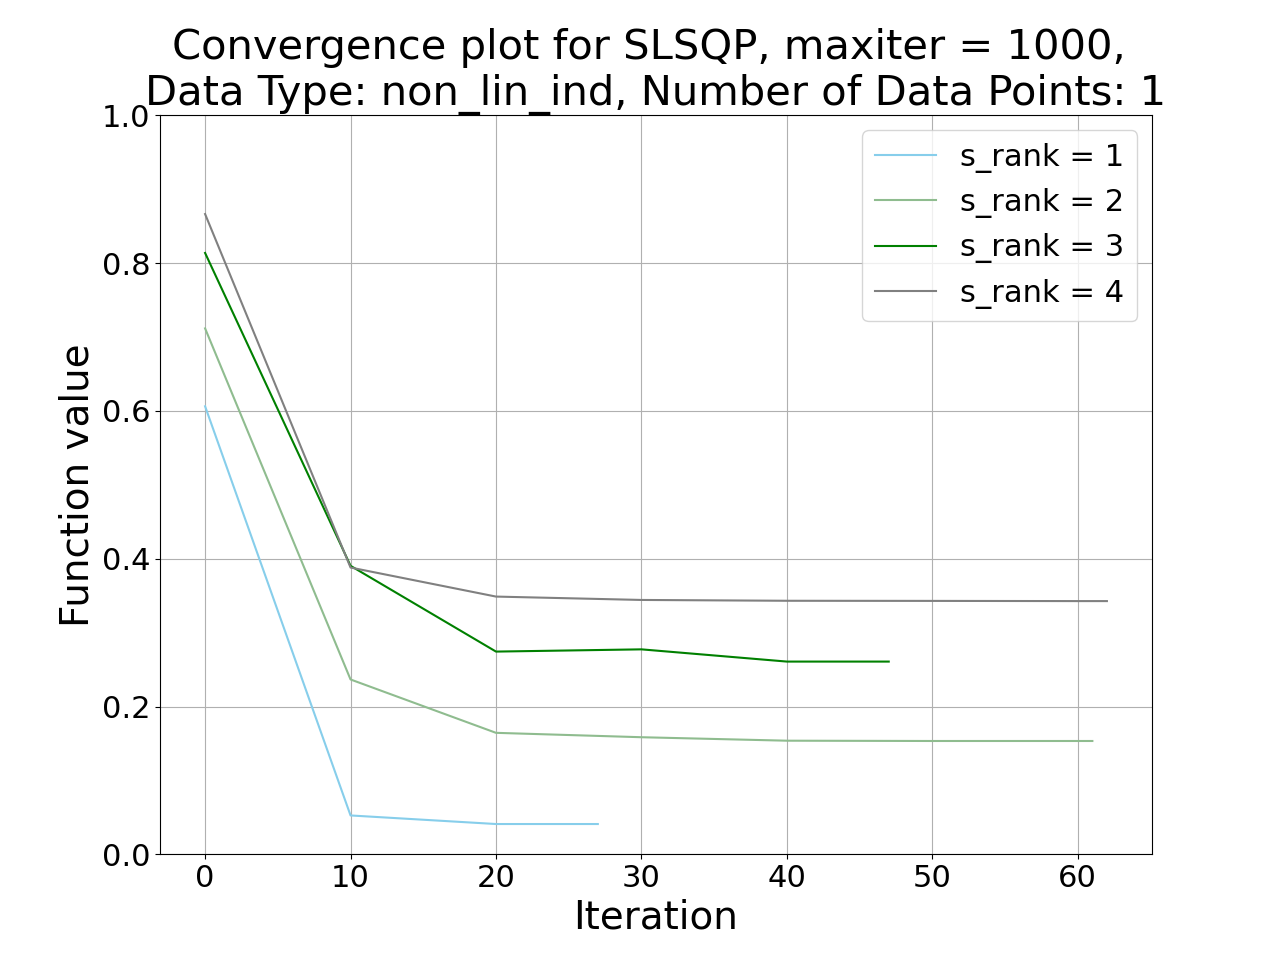 Convergence plot for SLSQP, maxiter = 1000,
Data Type: non_lin_ind, Number of Data Points: 1
1.0
0.8
0.6
0.4
0.2
0.0
Function value
s_rank = 1
s_rank = 2
s_rank = 3
s_rank = 4
0 10 20 30 40 50 60
Iteration